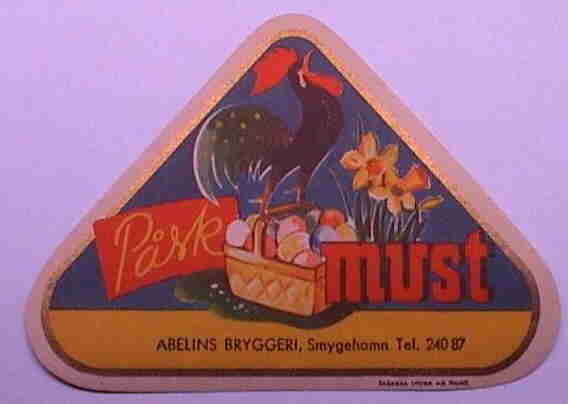 Påsk
must
ABELINS BRYGGERI, Smygehamn. Tel. 240 87